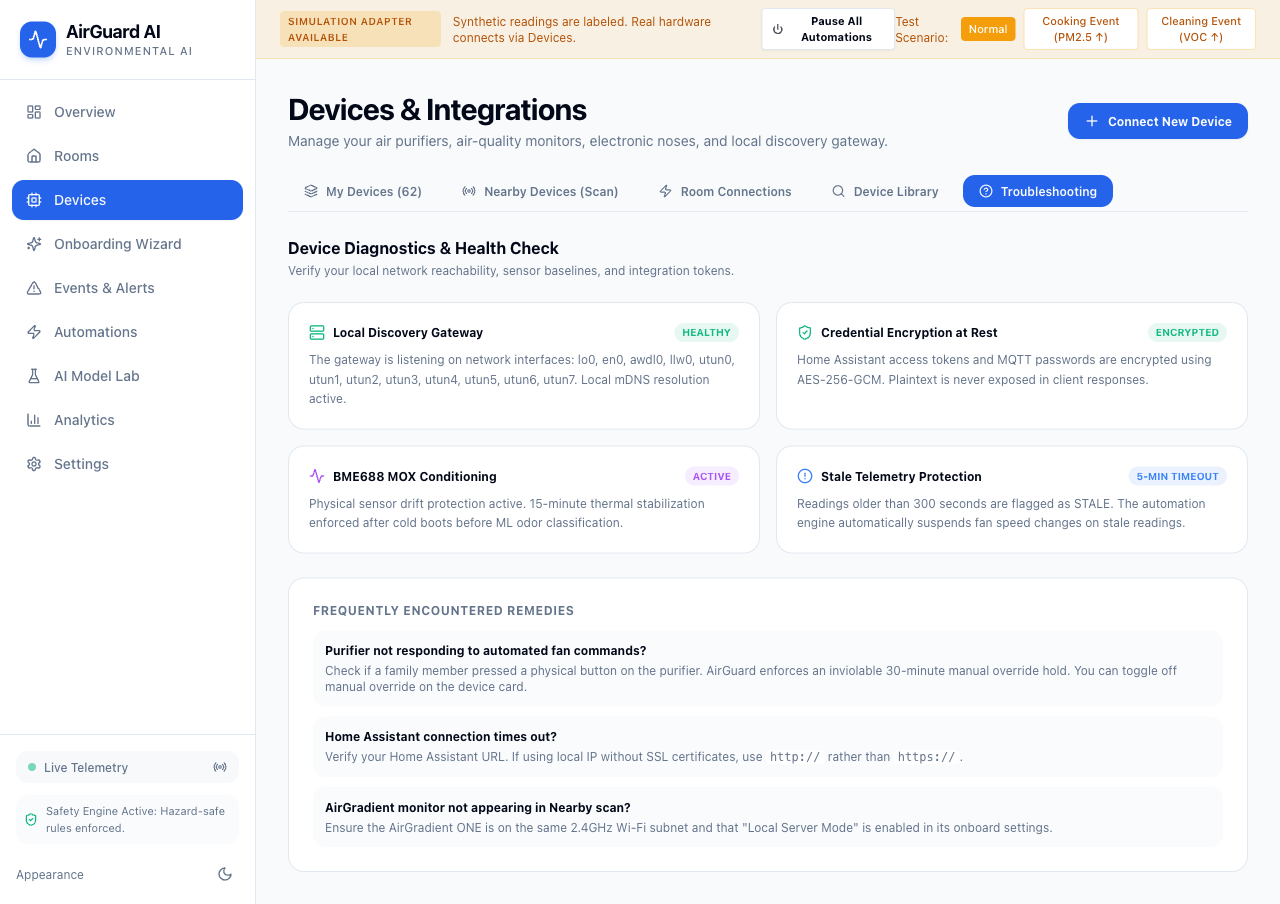 AirGuard AI
ENVIRONMENTAL AI
Overview
Rooms
Devices
Onboarding Wizard
Events & Alerts
Automations
AI Model Lab
Analytics
Settings
Live Telemetry
Safety Engine Active: Hazard-safe
rules enforced.
Appearance
SIMULATION ADAPTER
AVAILABLE
Synthetic readings are labeled. Real hardware
connects via Devices.
Pause All
Automations
Test
Scenario:
Normal
Cooking Event
(PM2.5 ↑)
Cleaning Event
(VOC ↑)
Devices & Integrations
Manage your air purifiers, air-quality monitors, electronic noses, and local discovery gateway.
Connect New Device
My Devices (62)
Nearby Devices (Scan)
Room Connections
Device Library
Troubleshooting
Device Diagnostics & Health Check
Verify your local network reachability, sensor baselines, and integration tokens.
Local Discovery Gateway
HEALTHY
The gateway is listening on network interfaces: lo0, en0, awdl0, llw0, utun0,
utun1, utun2, utun3, utun4, utun5, utun6, utun7. Local mDNS resolution
active.
Credential Encryption at Rest
ENCRYPTED
Home Assistant access tokens and MQTT passwords are encrypted using
AES-256-GCM. Plaintext is never exposed in client responses.
BME688 MOX Conditioning
ACTIVE
Physical sensor drift protection active. 15-minute thermal stabilization
enforced after cold boots before ML odor classification.
Stale Telemetry Protection
5-MIN TIMEOUT
Readings older than 300 seconds are flagged as STALE. The automation
engine automatically suspends fan speed changes on stale readings.
FREQUENTLY ENCOUNTERED REMEDIES
Purifier not responding to automated fan commands?
Check if a family member pressed a physical button on the purifier. AirGuard enforces an inviolable 30-minute manual override hold. You can toggle off
manual override on the device card.
Home Assistant connection times out?
Verify your Home Assistant URL. If using local IP without SSL certificates, use http:// rather than https:// .
AirGradient monitor not appearing in Nearby scan?
Ensure the AirGradient ONE is on the same 2.4GHz Wi-Fi subnet and that "Local Server Mode" is enabled in its onboard settings.